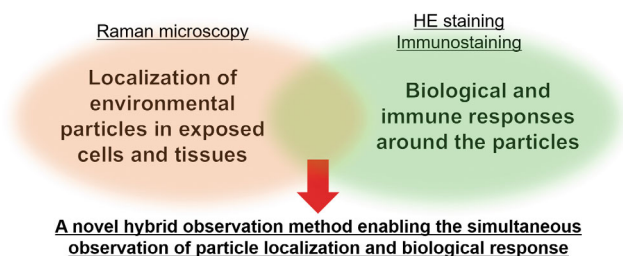 Raman microscopy
Localization of
environmental
particles in exposed
cells and tissues
HE staining
Immunostaining
Biological and
immune responses
around the particles
A novel hybrid observation method enabling the simultaneous
observation of particle localization and biological response